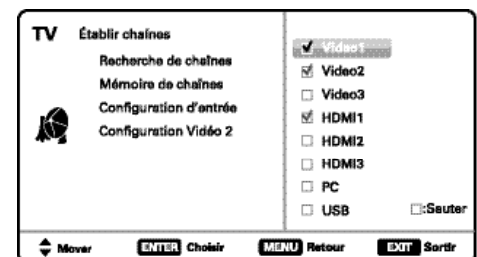 TV
Établir chaînes
Recherche de chaînes
Mémoire de chaînes
Configuration d'entrée
Configuration Vidéo 2
Video1
Video2
Video3
HDMI1
HDMI2
HDMI3
PC
USB
:Sauter
Mover ENTER Choisir MENU Retour EXIT Sortir